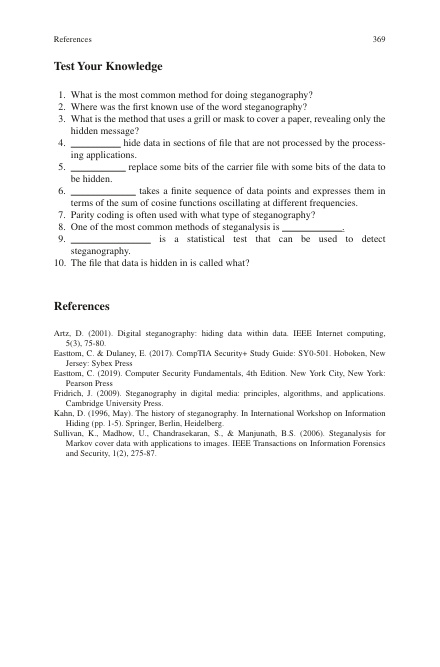 References 369
Test Your Knowledge
1. What is the most common method for doing steganography?
2. Where was the first known use of the word steganography?
3. What is the method that uses a grill or mask to cover a paper, revealing only the
hidden message?
4. __________ hide data in sections of file that are not processed by the process-
ing applications.
5. ___________ replace some bits of the carrier file with some bits of the data to
be hidden.
6. _____________ takes a finite sequence of data points and expresses them in
terms of the sum of cosine functions oscillating at different frequencies.
7. Parity coding is often used with what type of steganography?
8. One of the most common methods of steganalysis is ____________.
9. ________________ is a statistical test that can be used to detect
steganography.
10. The file that data is hidden in is called what?
References
Artz, D. (2001). Digital steganography: hiding data within data. IEEE Internet computing,
5(3), 75-80.
Easttom, C. & Dulaney, E. (2017). CompTIA Security+ Study Guide: SY0-501. Hoboken, New
Jersey: Sybex Press
Easttom, C. (2019). Computer Security Fundamentals, 4th Edition. New York City, New York:
Pearson Press
Fridrich, J. (2009). Steganography in digital media: principles, algorithms, and applications.
Cambridge University Press.
Kahn, D. (1996, May). The history of steganography. In International Workshop on Information
Hiding (pp. 1-5). Springer, Berlin, Heidelberg.
Sullivan, K., Madhow, U., Chandrasekaran, S., & Manjunath, B.S. (2006). Steganalysis for
Markov cover data with applications to images. IEEE Transactions on Information Forensics
and Security, 1(2), 275-87.